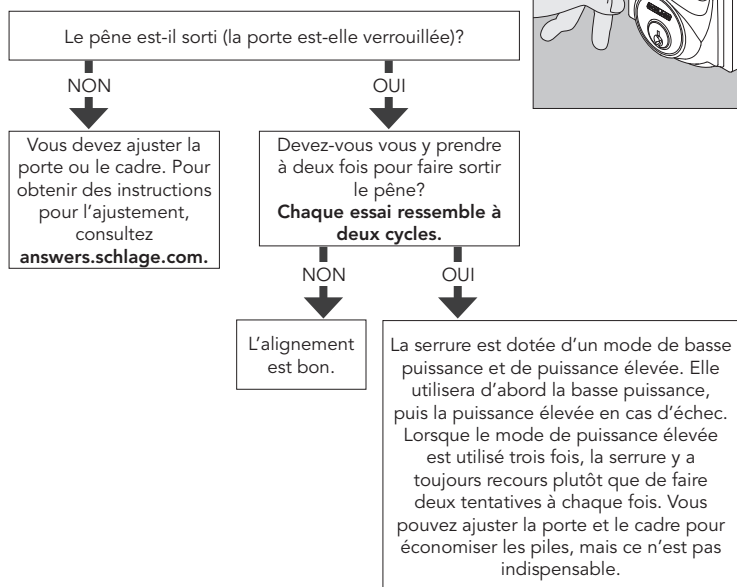 Le pêne est-il sorti (la porte est-elle verrouillée)?
NON
OUI
Vous devez ajuster la
porte ou le cadre. Pour
obtenir des instructions
pour l’ajustement,
consultez
answers.schlage.com.
Devez-vous vous y prendre
à deux fois pour faire sortir
le pêne?
Chaque essai ressemble à
deux cycles.
NON
OUI
L’alignement
est bon.
La serrure est dotée d’un mode de basse
puissance et de puissance élevée. Elle
utilisera d’abord la basse puissance,
puis la puissance élevée en cas d’échec.
Lorsque le mode de puissance élevée
est utilisé trois fois, la serrure y a
toujours recours plutôt que de faire
deux tentatives à chaque fois. Vous
pouvez ajuster la porte et le cadre pour
économiser les piles, mais ce n’est pas
indispensable.